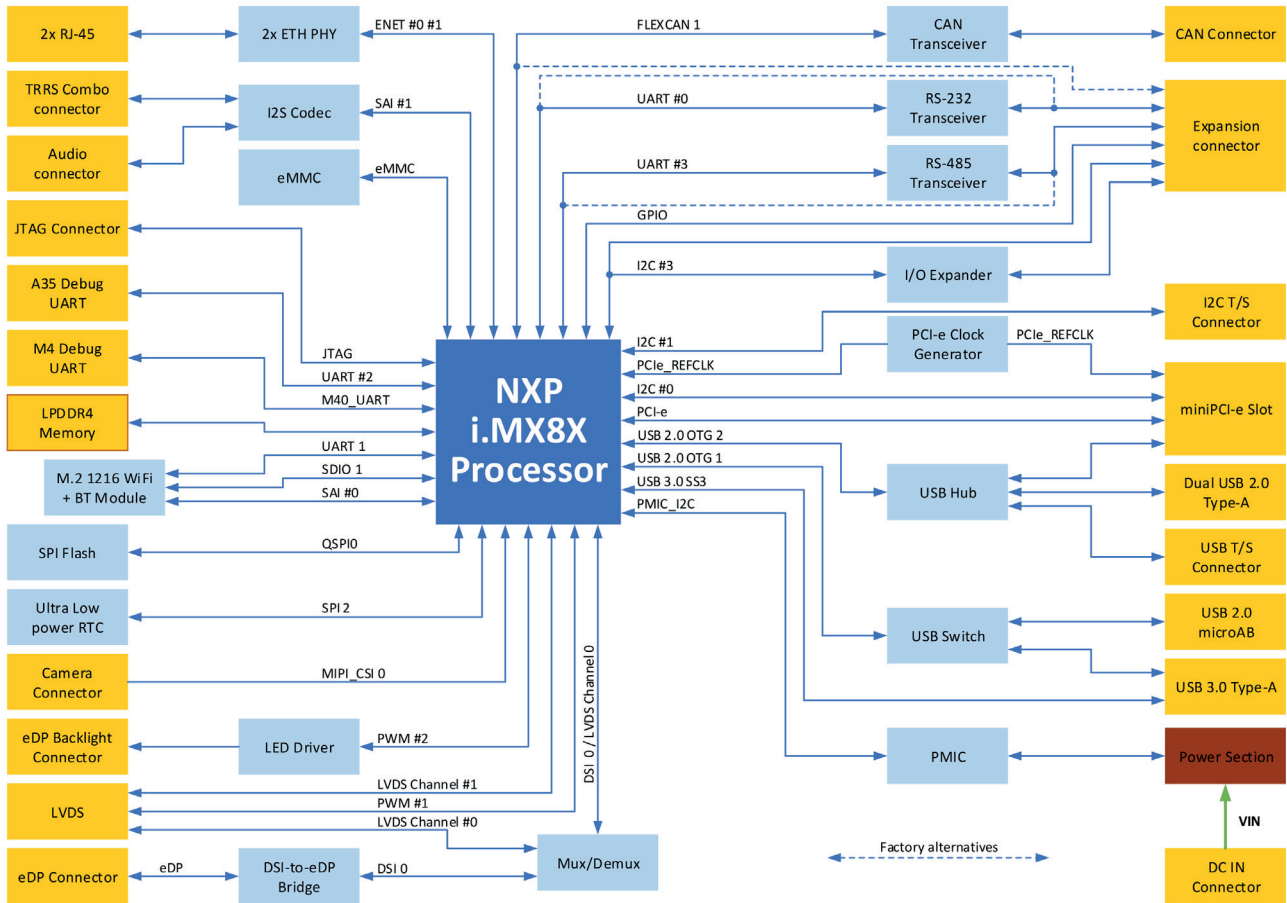 2x RJ-45
2x ETH PHY
ENET #0 #1
TRRS Combo
connector
I2S Codec
SAI #1
Audio
connector
eMMC
eMMC
JTAG Connector
A35 Debug
UART
M4 Debug
UART
LPDDR4
Memory
JTAG
UART #2
M40_UART
M.2 1216 WiFi
+ BT Module
UART 1
SDIO 1
SAI #0
SPI Flash
QSPI0
Ultra Low
power RTC
SPI 2
Camera
Connector
MIPI_CSI 0
eDP Backlight
Connector
LED Driver
PWM #2
LVDS
LVDS Channel #1
PWM #1
LVDS Channel #0
eDP Connector
eDP
DSI-to-eDP
Bridge
DSI 0
Mux/Demux
DSI 0 / LVDS Channel 0
NXP
i.MX8X
Processor
FLEXCAN 1
CAN
Transceiver
CAN Connector
UART #0
RS-232
Transceiver
Expansion
connector
UART #3
RS-485
Transceiver
GPIO
I2C #3
I/O Expander
I2C T/S
Connector
I2C #1
PCIe_REFCLK
PCI-e Clock
Generator
PCIe_REFCLK
I2C #0
PCI-e
miniPCI-e Slot
USB 2.0 OTG 2
USB 2.0 OTG 1
USB 3.0 SS3
PMIC_I2C
USB Hub
Dual USB 2.0
Type-A
USB T/S
Connector
USB Switch
USB 2.0
microAB
USB 3.0 Type-A
PMIC
Power Section
VIN
DC IN
Connector
Factory alternatives